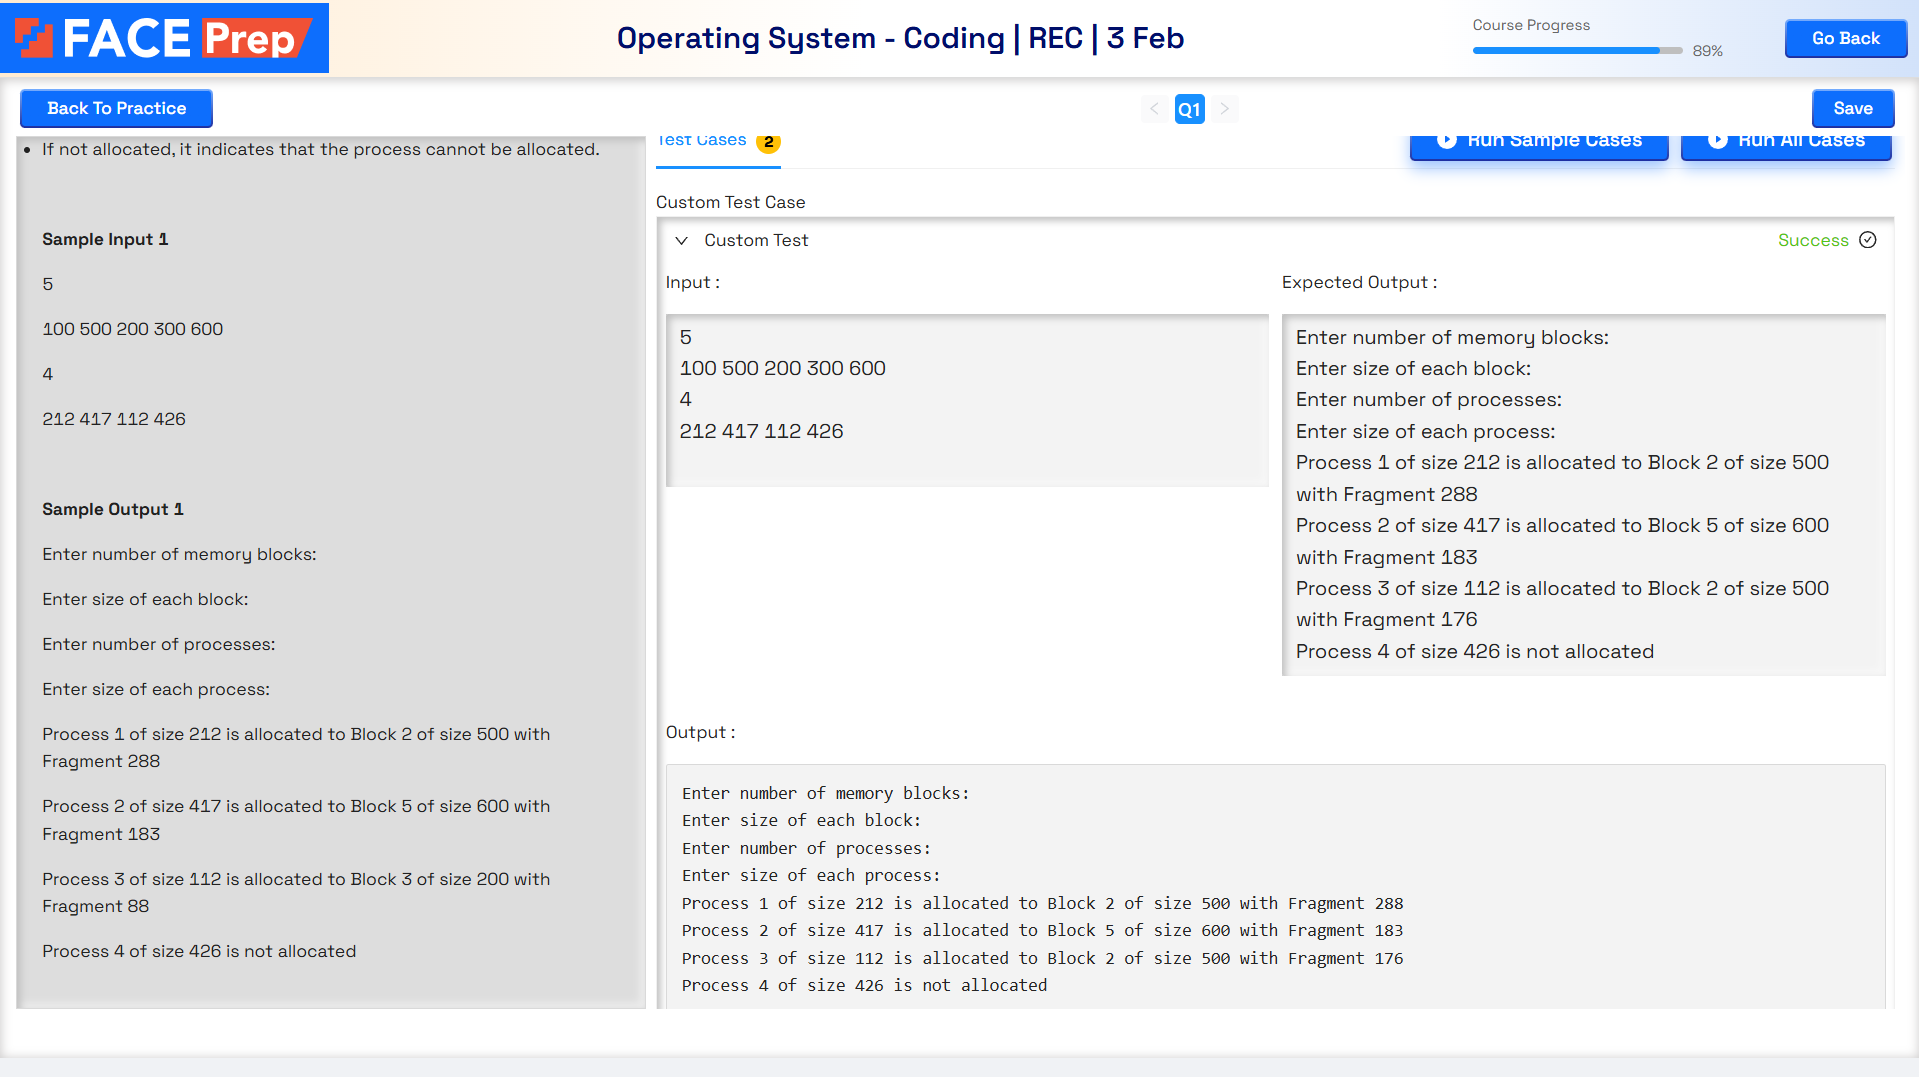 FACE Prep
Operating System - Coding | REC | 3 Feb
Course Progress
89%
Go Back
Back To Practice
< Q1 >
Save
If not allocated, it indicates that the process cannot be allocated.
Sample Input 1
5
100 500 200 300 600
4
212 417 112 426
Sample Output 1
Enter number of memory blocks:
Enter size of each block:
Enter number of processes:
Enter size of each process:
Process 1 of size 212 is allocated to Block 2 of size 500 with
Fragment 288
Process 2 of size 417 is allocated to Block 5 of size 600 with
Fragment 183
Process 3 of size 112 is allocated to Block 3 of size 200 with
Fragment 88
Process 4 of size 426 is not allocated
Test Cases 2
Run Sample Cases
Run All Cases
Custom Test Case
Custom Test
Success
Input :
5
100 500 200 300 600
4
212 417 112 426
Expected Output :
Enter number of memory blocks:
Enter size of each block:
Enter number of processes:
Enter size of each process:
Process 1 of size 212 is allocated to Block 2 of size 500
with Fragment 288
Process 2 of size 417 is allocated to Block 5 of size 600
with Fragment 183
Process 3 of size 112 is allocated to Block 2 of size 500
with Fragment 176
Process 4 of size 426 is not allocated
Output :
Enter number of memory blocks:
Enter size of each block:
Enter number of processes:
Enter size of each process:
Process 1 of size 212 is allocated to Block 2 of size 500 with Fragment 288
Process 2 of size 417 is allocated to Block 5 of size 600 with Fragment 183
Process 3 of size 112 is allocated to Block 2 of size 500 with Fragment 176
Process 4 of size 426 is not allocated